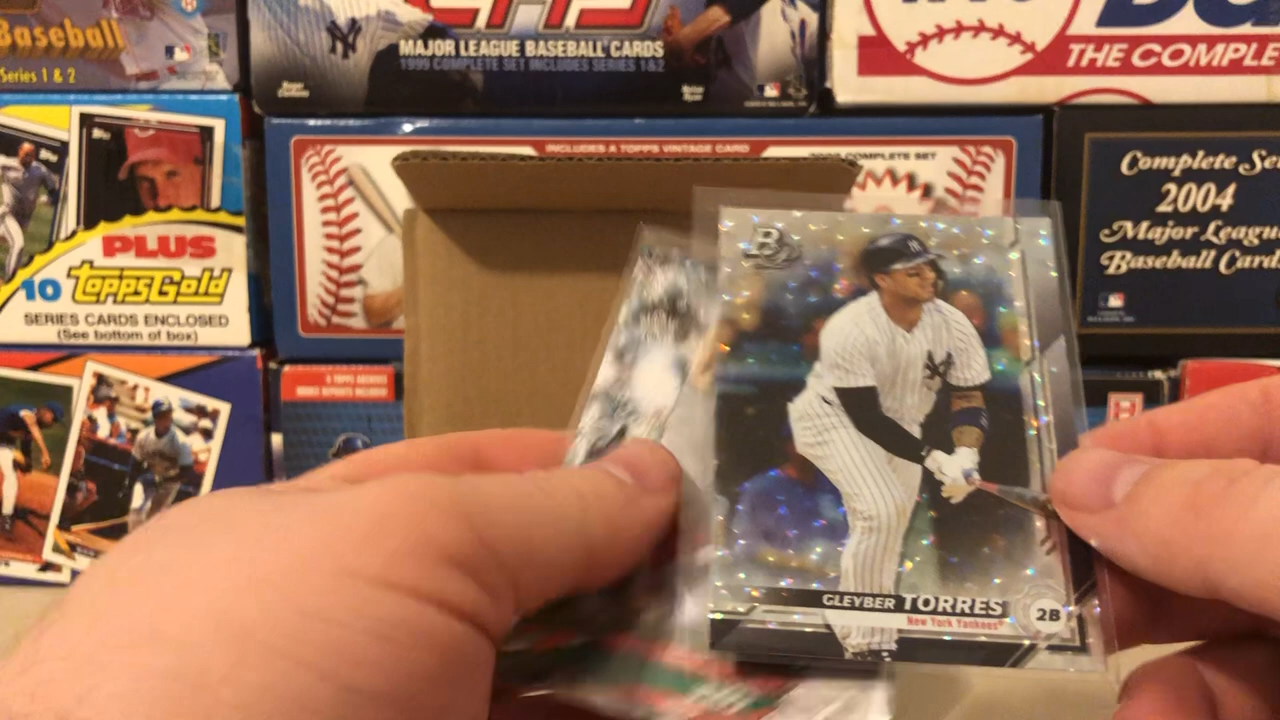 Baseball
Series 1 & 2
MAJOR LEAGUE BASEBALL CARDS
1999 COMPLETE SET INCLUDES SERIES 1 & 2
THE COMPLE
INCLUDES A TOPPS VINTAGE CARD
COMPLETE SET
Complete Se
2004
Major Leagu
Baseball Card
PLUS
10 ToppsGold
SERIES CARDS ENCLOSED
(See bottom of box)
B
GLEYBER TORRES
New York Yankees
2B